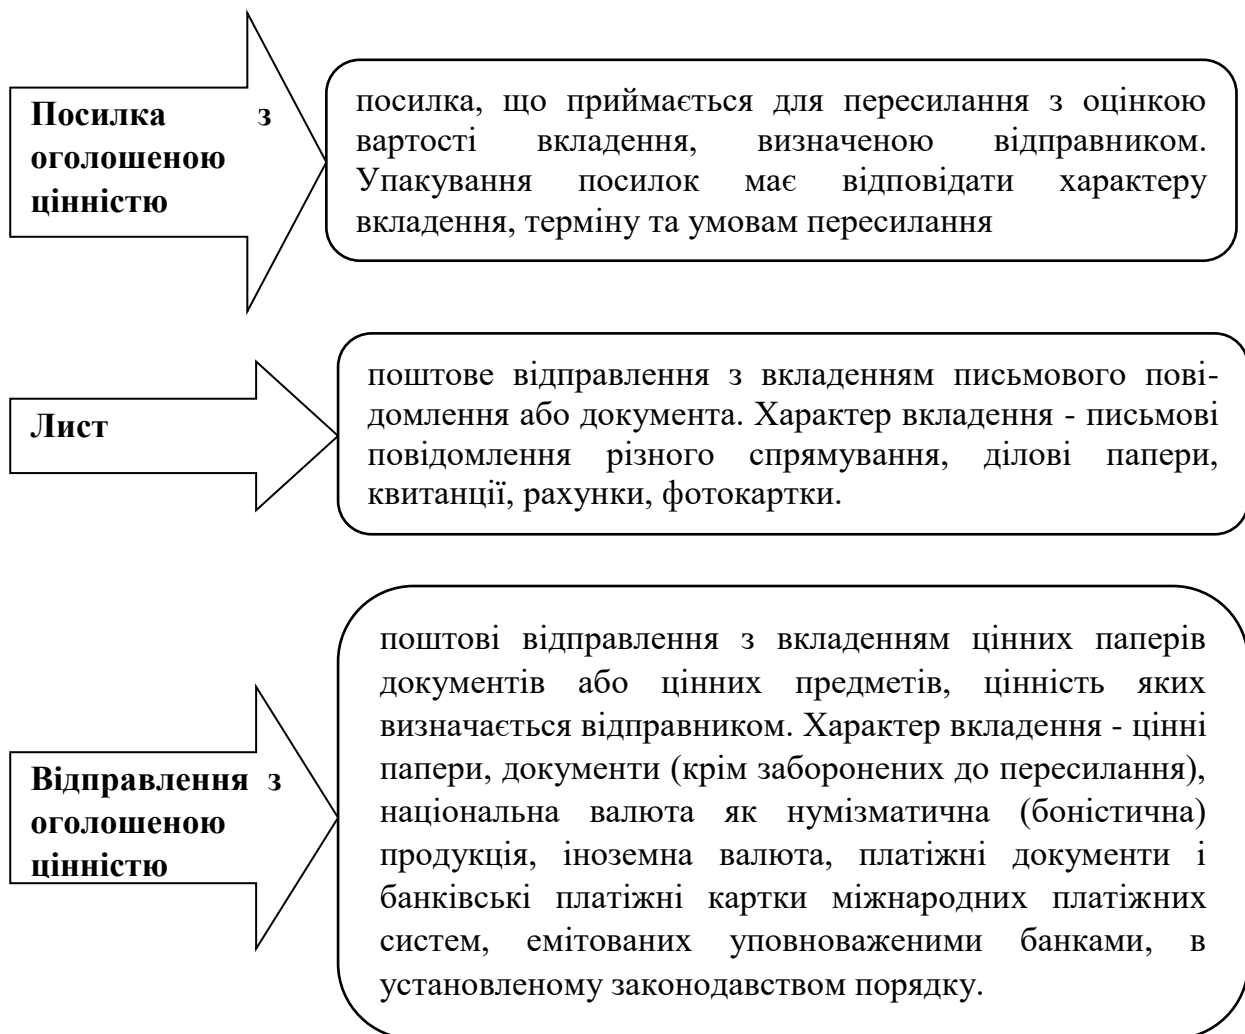 Посилка з
оголошеною
цінністю
посилка, що приймається для пересилання з оцінкою
вартості вкладення, визначеною відправником.
Упакування посилок має відповідати характеру
вкладення, терміну та умовам пересилання
Лист
поштове відправлення з вкладенням письмового пові-
домлення або документа. Характер вкладення - письмові
повідомлення різного спрямування, ділові папери,
квитанції, рахунки, фотокартки.
Відправлення з
оголошеною
цінністю
поштові відправлення з вкладенням цінних паперів
документів або цінних предметів, цінність яких
визначається відправником. Характер вкладення - цінні
папери, документи (крім заборонених до пересилання),
національна валюта як нумізматична (боністична)
продукція, іноземна валюта, платіжні документи і
банківські платіжні картки міжнародних платіжних
систем, емітованих уповноваженими банками, в
установленому законодавством порядку.